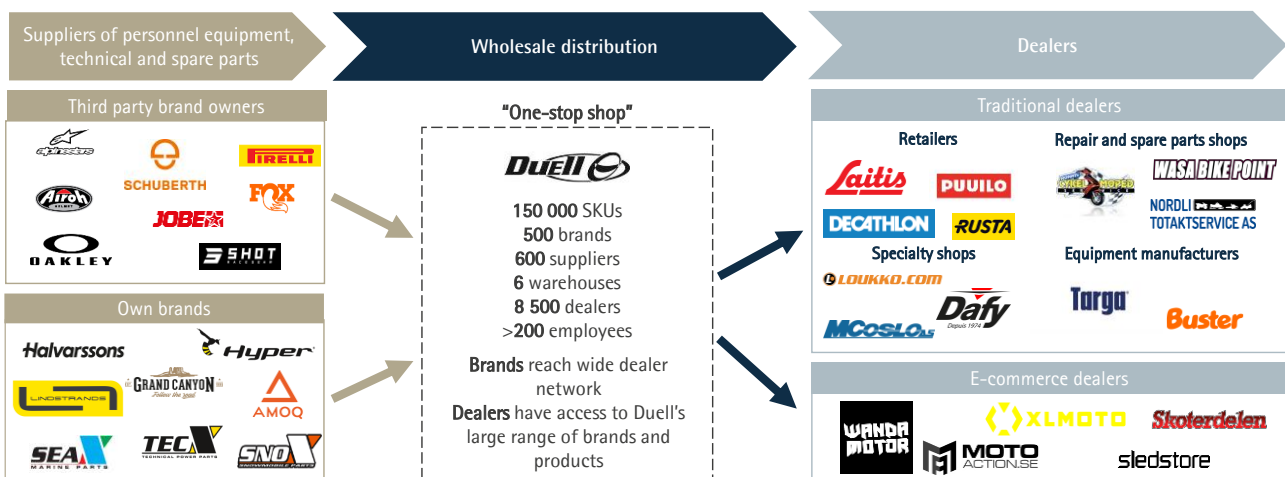 Suppliers of personnel equipment,
technical and spare parts
Wholesale distribution
Dealers
Third party brand owners
alpinestars
SCHUBERTH
PIRELLI
AIROH
HELMET
JOBE
FOX
OAKLEY
SHOT
RACE GEAR
Own brands
Halvarssons
Hyper
LINDSTRANDS
GRAND CANYON
Follow the road
AMOQ
SEA X
MARINE PARTS
TEC X
TECHNICAL POWER PARTS
SNO X
SNOWMOBILE PARTS
"One-stop shop"
DUELL
150 000 SKUs
500 brands
600 suppliers
6 warehouses
8 500 dealers
>200 employees
Brands reach wide dealer
network
Dealers have access to Duell's
large range of brands and
products
Traditional dealers
Retailers
Laitis
PUUILO
DECATHLON
RUSTA
Repair and spare parts shops
CYKEL MOPED
WASA BIKE POINT
NORDLI
TOTAKTSERVICE AS
Specialty shops
LOUKKO.COM
MCOSLO AS
Dafy
Depuis 1974
Equipment manufacturers
Targa
Buster
E-commerce dealers
WANDA
MOTOR
XLMOTO
Skoterdelen
MOTO
ACTION.SE
sledstore